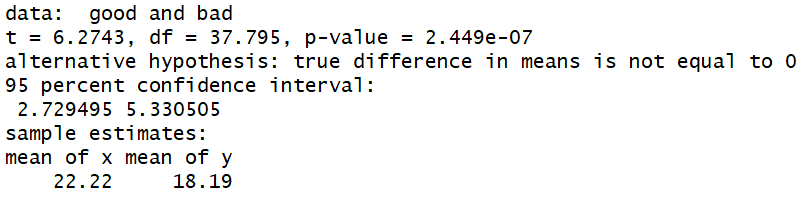 data:  good and bad
t = 6.2743, df = 37.795, p-value = 2.449e-07
alternative hypothesis: true difference in means is not equal to 0
95 percent confidence interval:
 2.729495 5.330505
sample estimates:
mean of x mean of y
    22.22     18.19